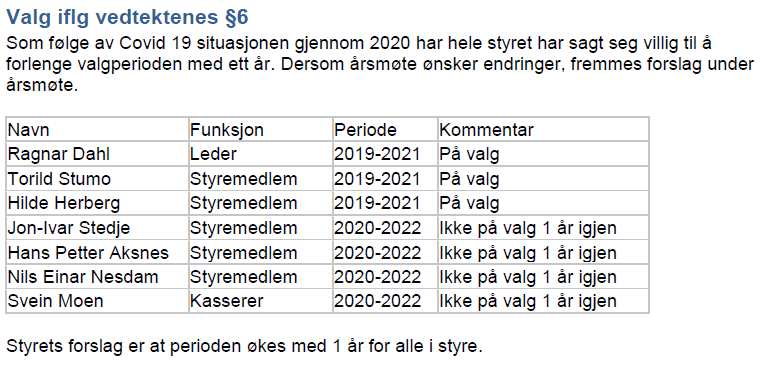 Valg iflg vedtektenes §6
Som følge av Covid 19 situasjonen gjennom 2020 har hele styret har sagt seg villig til å
forlenge valgperioden med ett år. Dersom årsmøte ønsker endringer, fremmes forslag under
årsmøte.
Navn Funksjon Periode Kommentar
Ragnar Dahl Leder 2019-2021 På valg
Torild Stumo Styremedlem 2019-2021 På valg
Hilde Herberg Styremedlem 2019-2021 På valg
Jon-Ivar Stedje Styremedlem 2020-2022 Ikke på valg 1 år igjen
Hans Petter Aksnes Styremedlem 2020-2022 Ikke på valg 1 år igjen
Nils Einar Nesdam Styremedlem 2020-2022 Ikke på valg 1 år igjen
Svein Moen Kasserer 2020-2022 Ikke på valg 1 år igjen
Styrets forslag er at perioden økes med 1 år for alle i styre.